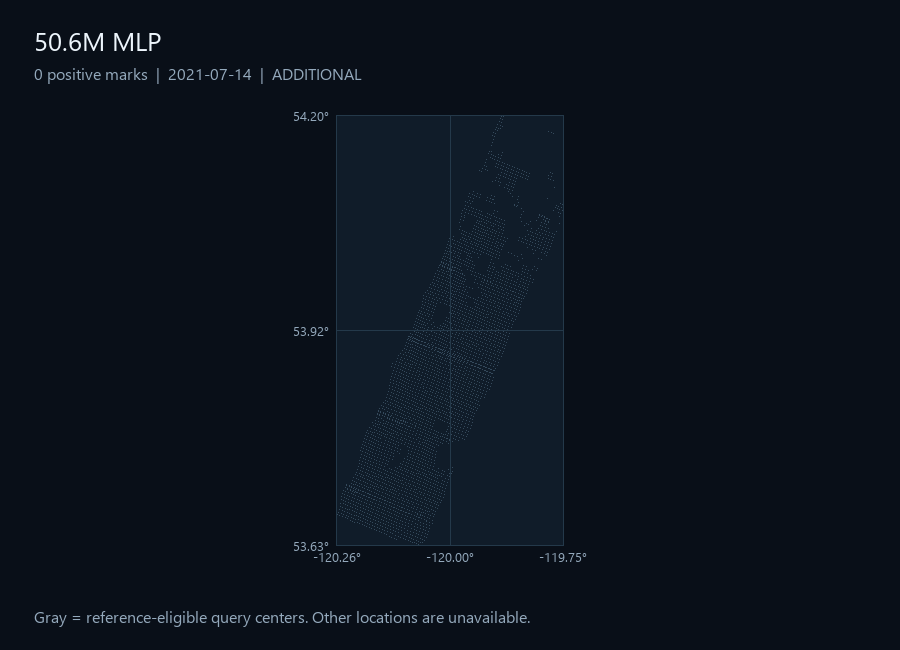 50.6M MLP
0 positive marks | 2021-07-14 | ADDITIONAL
54.20°
53.92°
53.63°
-120.26° -120.00° -119.75°
Gray = reference-eligible query centers. Other locations are unavailable.